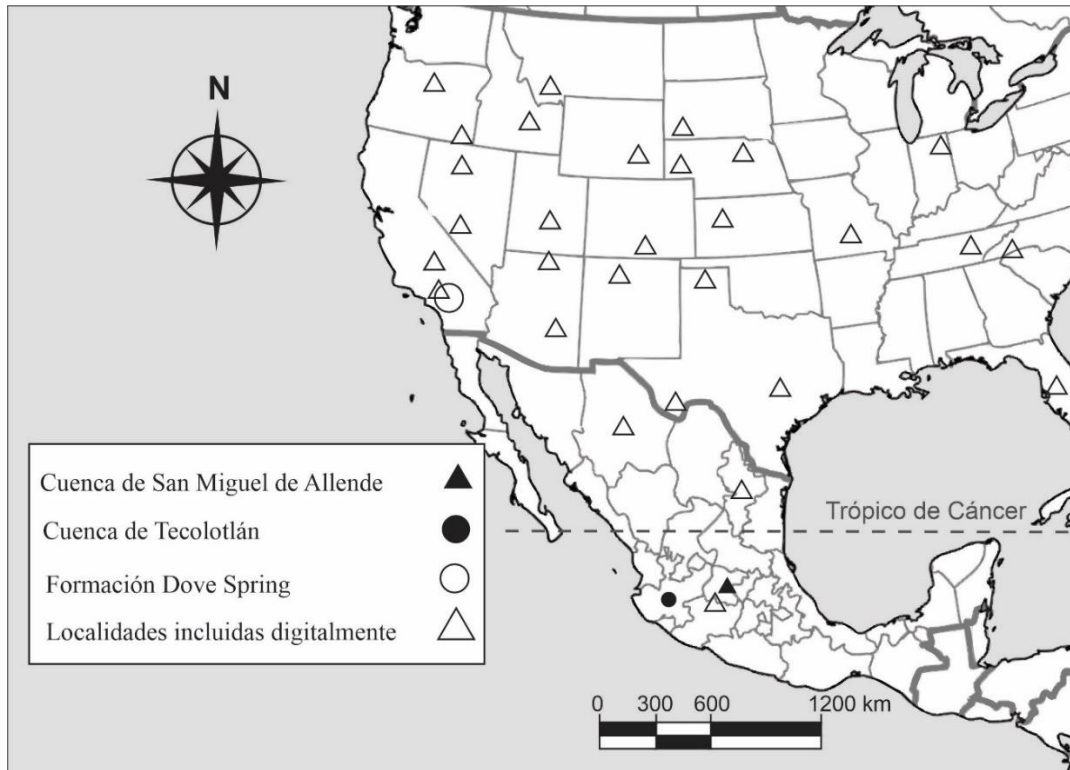 N
Cuenca de San Miguel de Allende
Cuenca de Tecolotlán
Formación Dove Spring
Localidades incluidas digitalmente
Trópico de Cáncer
0 300 600 1200 km